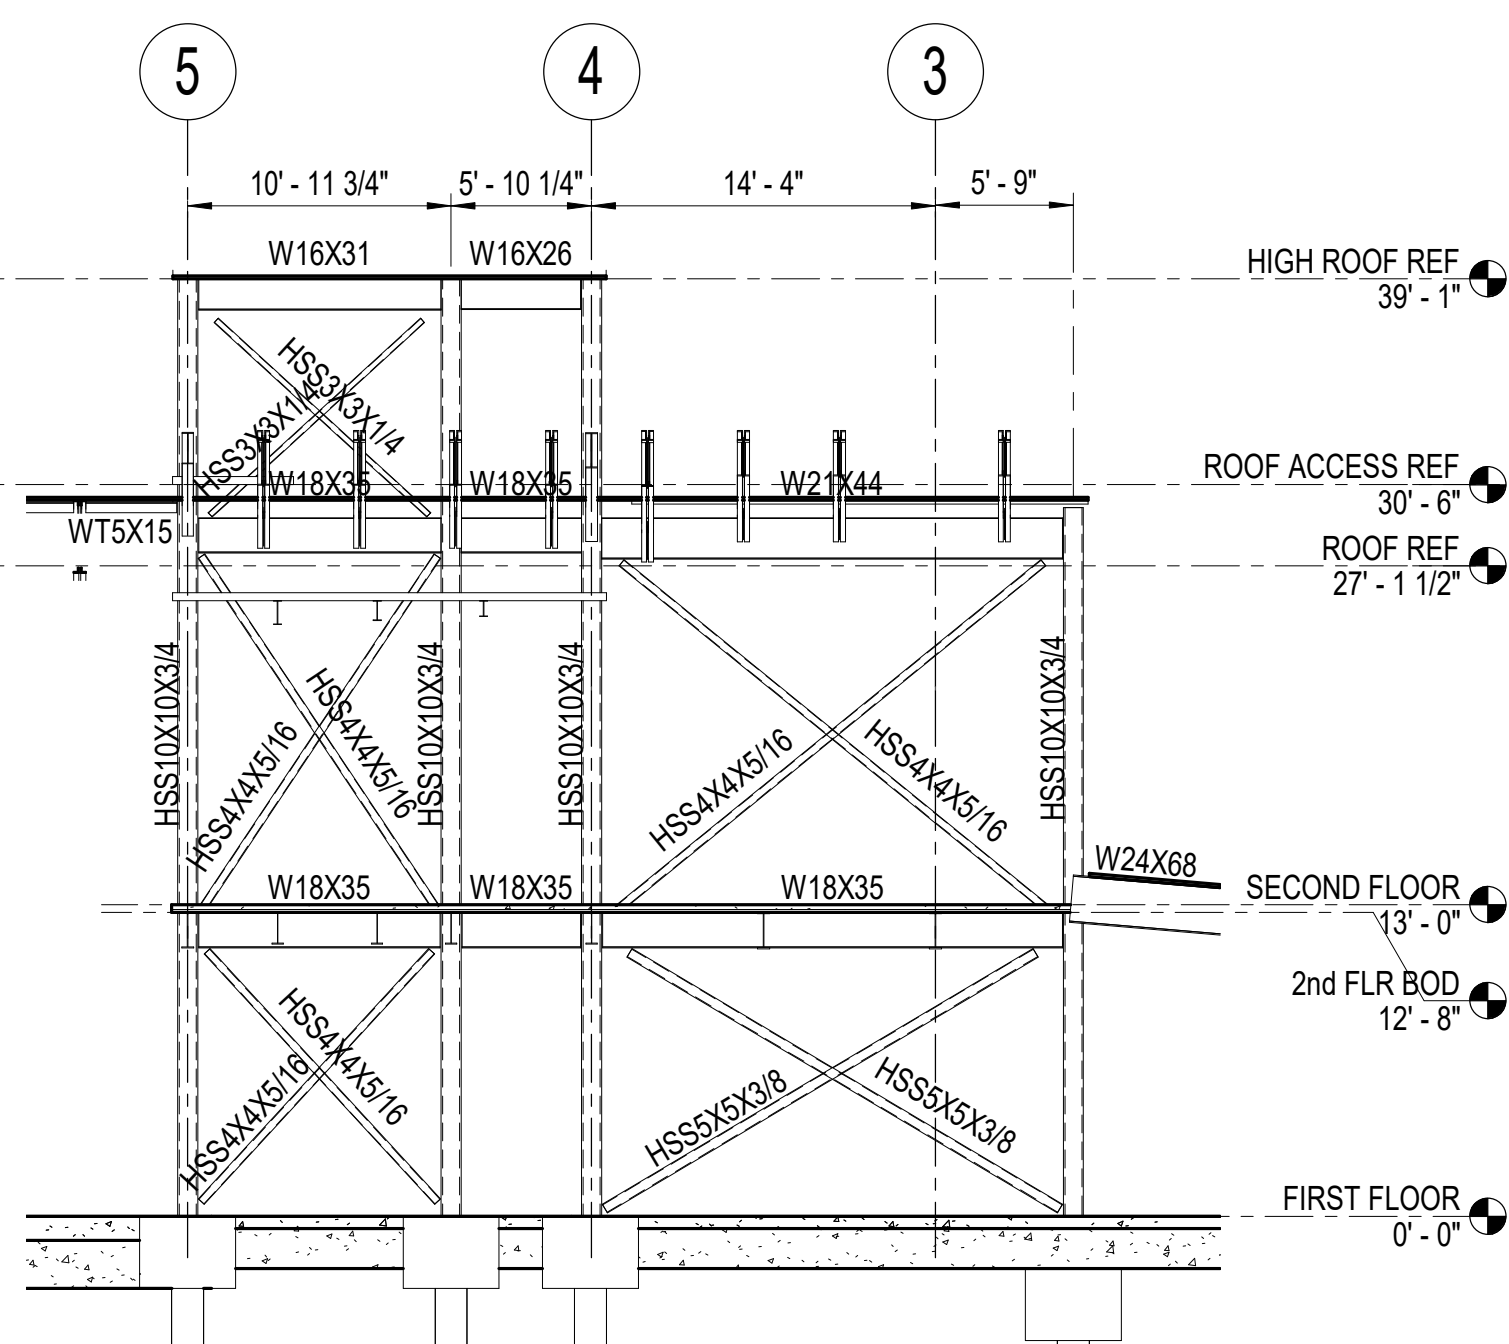 5
4
3
10' - 11 3/4"
5' - 10 1/4"
14' - 4"
5' - 9"
W16X31
W16X26
HIGH ROOF REF
39' - 1"
HSS3X3X1/4
HSS3X3X1/4
W18X35
W18X35
W21X44
ROOF ACCESS REF
30' - 6"
WT5X15
ROOF REF
27' - 1 1/2"
HSS10X10X3/4
HSS4X4X5/16
HSS4X4X5/16
HSS10X10X3/4
HSS10X10X3/4
HSS4X4X5/16
HSS4X4X5/16
HSS10X10X3/4
W18X35
W18X35
W18X35
W24X68
SECOND FLOOR
13' - 0"
2nd FLR BOD
12' - 8"
HSS4X4X5/16
HSS4X4X5/16
HSS5X5X3/8
HSS5X5X3/8
FIRST FLOOR
0' - 0"